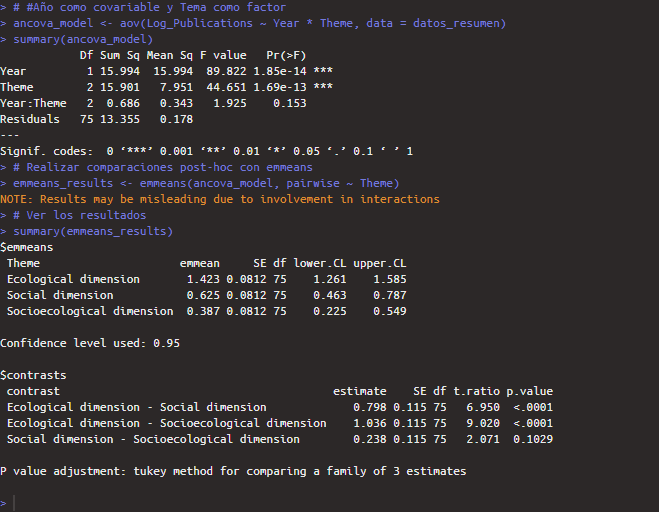 > # #Año como covariable y Tema como factor
> ancova_model <- aov(Log_Publications ~ Year * Theme, data = datos_resumen)
> summary(ancova_model)
            Df Sum Sq Mean Sq F value   Pr(>F)
Year         1 15.994  15.994  89.822 1.85e-14 ***
Theme        2 15.901   7.951  44.651 1.69e-13 ***
Year:Theme   2  0.686   0.343   1.925    0.153
Residuals   75 13.355   0.178
---
Signif. codes:  0 ‘***’ 0.001 ‘**’ 0.01 ‘*’ 0.05 ‘.’ 0.1 ‘ ’ 1
> # Realizar comparaciones post-hoc con emmeans
> emmeans_results <- emmeans(ancova_model, pairwise ~ Theme)
NOTE: Results may be misleading due to involvement in interactions
> # Ver los resultados
> summary(emmeans_results)
$emmeans
 Theme                     emmean     SE df lower.CL upper.CL
 Ecological dimension       1.423 0.0812 75    1.261    1.585
 Social dimension           0.625 0.0812 75    0.463    0.787
 Socioecological dimension  0.387 0.0812 75    0.225    0.549

Confidence level used: 0.95

$contrasts
 contrast                                         estimate    SE df t.ratio p.value
 Ecological dimension - Social dimension             0.798 0.115 75   6.950  <.0001
 Ecological dimension - Socioecological dimension    1.036 0.115 75   9.020  <.0001
 Social dimension - Socioecological dimension        0.238 0.115 75   2.071  0.1029

P value adjustment: tukey method for comparing a family of 3 estimates

>